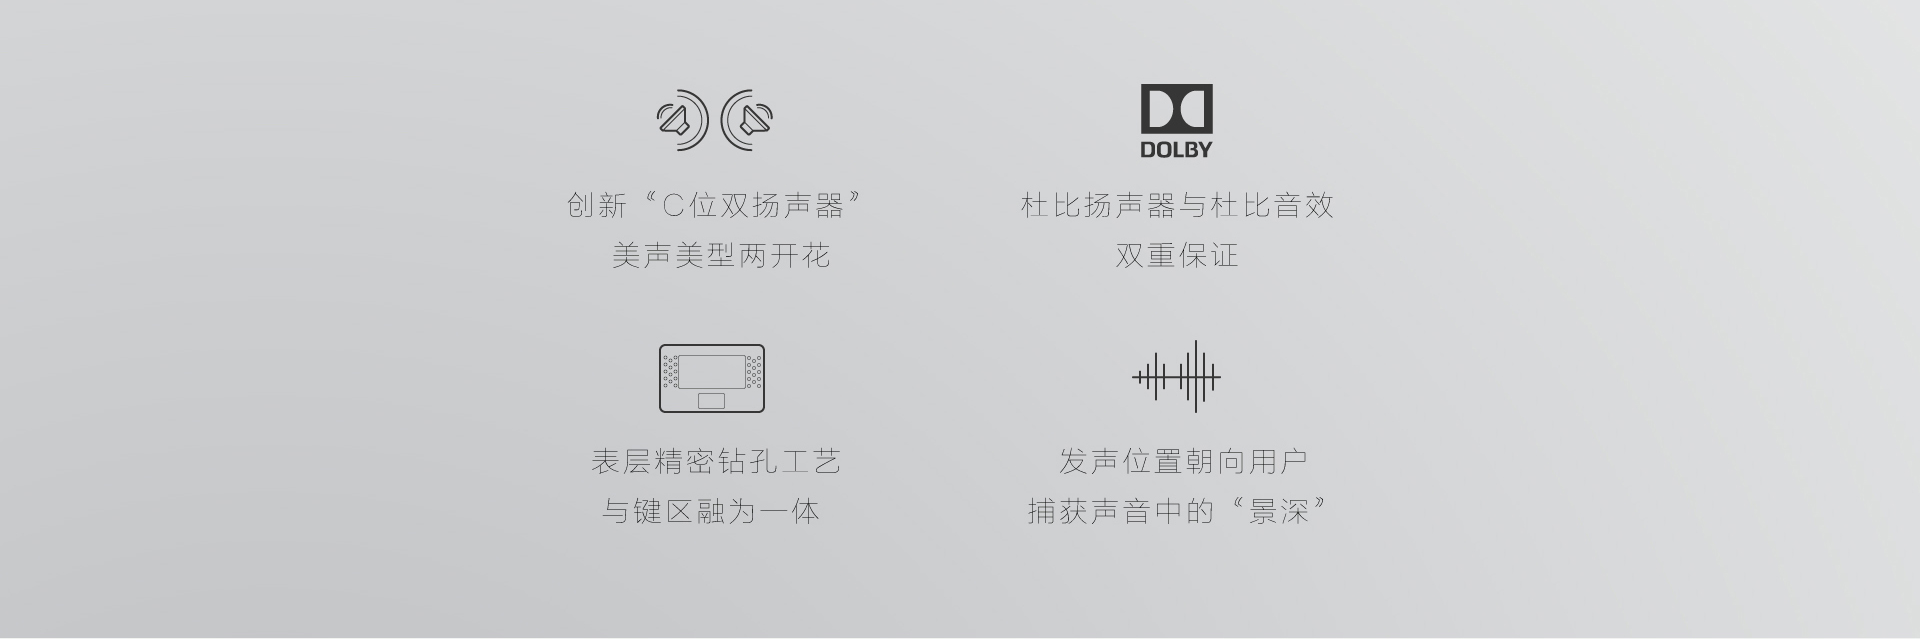 DOLBY
创新“C位双扬声器”
美声美型两开花
杜比扬声器与杜比音效
双重保证
表层精密钻孔工艺
与键区融为一体
发声位置朝向用户
捕获声音中的“景深”